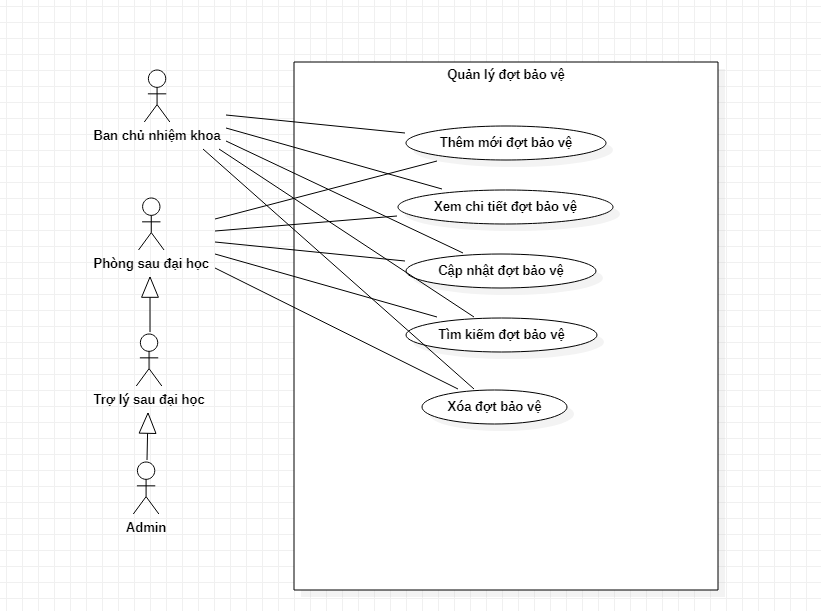 Quản lý đợt bảo vệ
Ban chủ nhiệm khoa
Thêm mới đợt bảo vệ
Xem chi tiết đợt bảo vệ
Phòng sau đại học
Cập nhật đợt bảo vệ
Tìm kiếm đợt bảo vệ
Trợ lý sau đại học
Xóa đợt bảo vệ
Admin